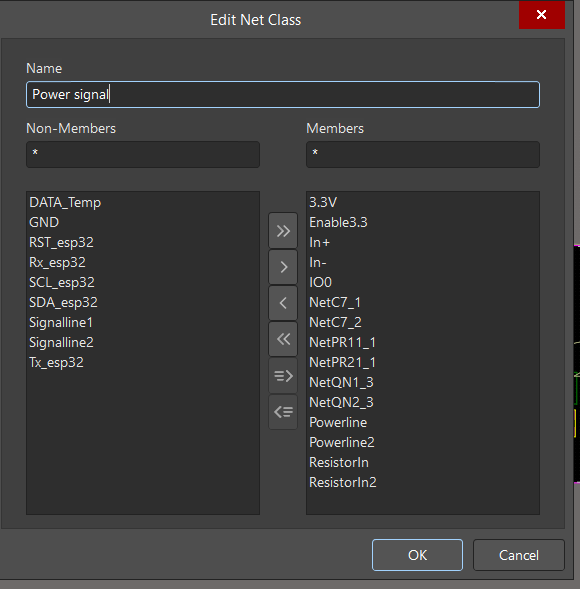 Edit Net Class
Name
Power signal
Non-Members
Members
*
*
DATA_Temp
GND
RST_esp32
Rx_esp32
SCL_esp32
SDA_esp32
Signalline1
Signalline2
Tx_esp32
3.3V
Enable3.3
In+
In-
IO0
NetC7_1
NetC7_2
NetPR11_1
NetPR21_1
NetQN1_3
NetQN2_3
Powerline
Powerline2
ResistorIn
ResistorIn2
OK
Cancel